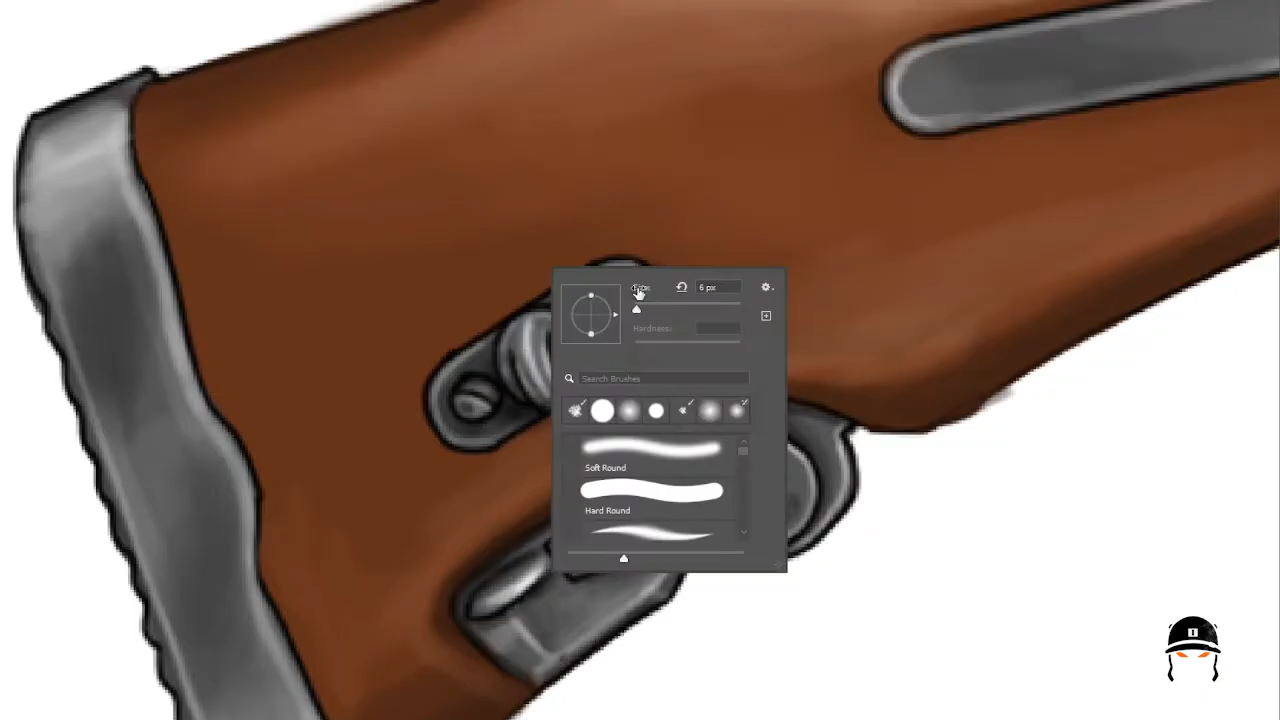 6 px
Hardness:
Search Brushes
Soft Round
Hard Round